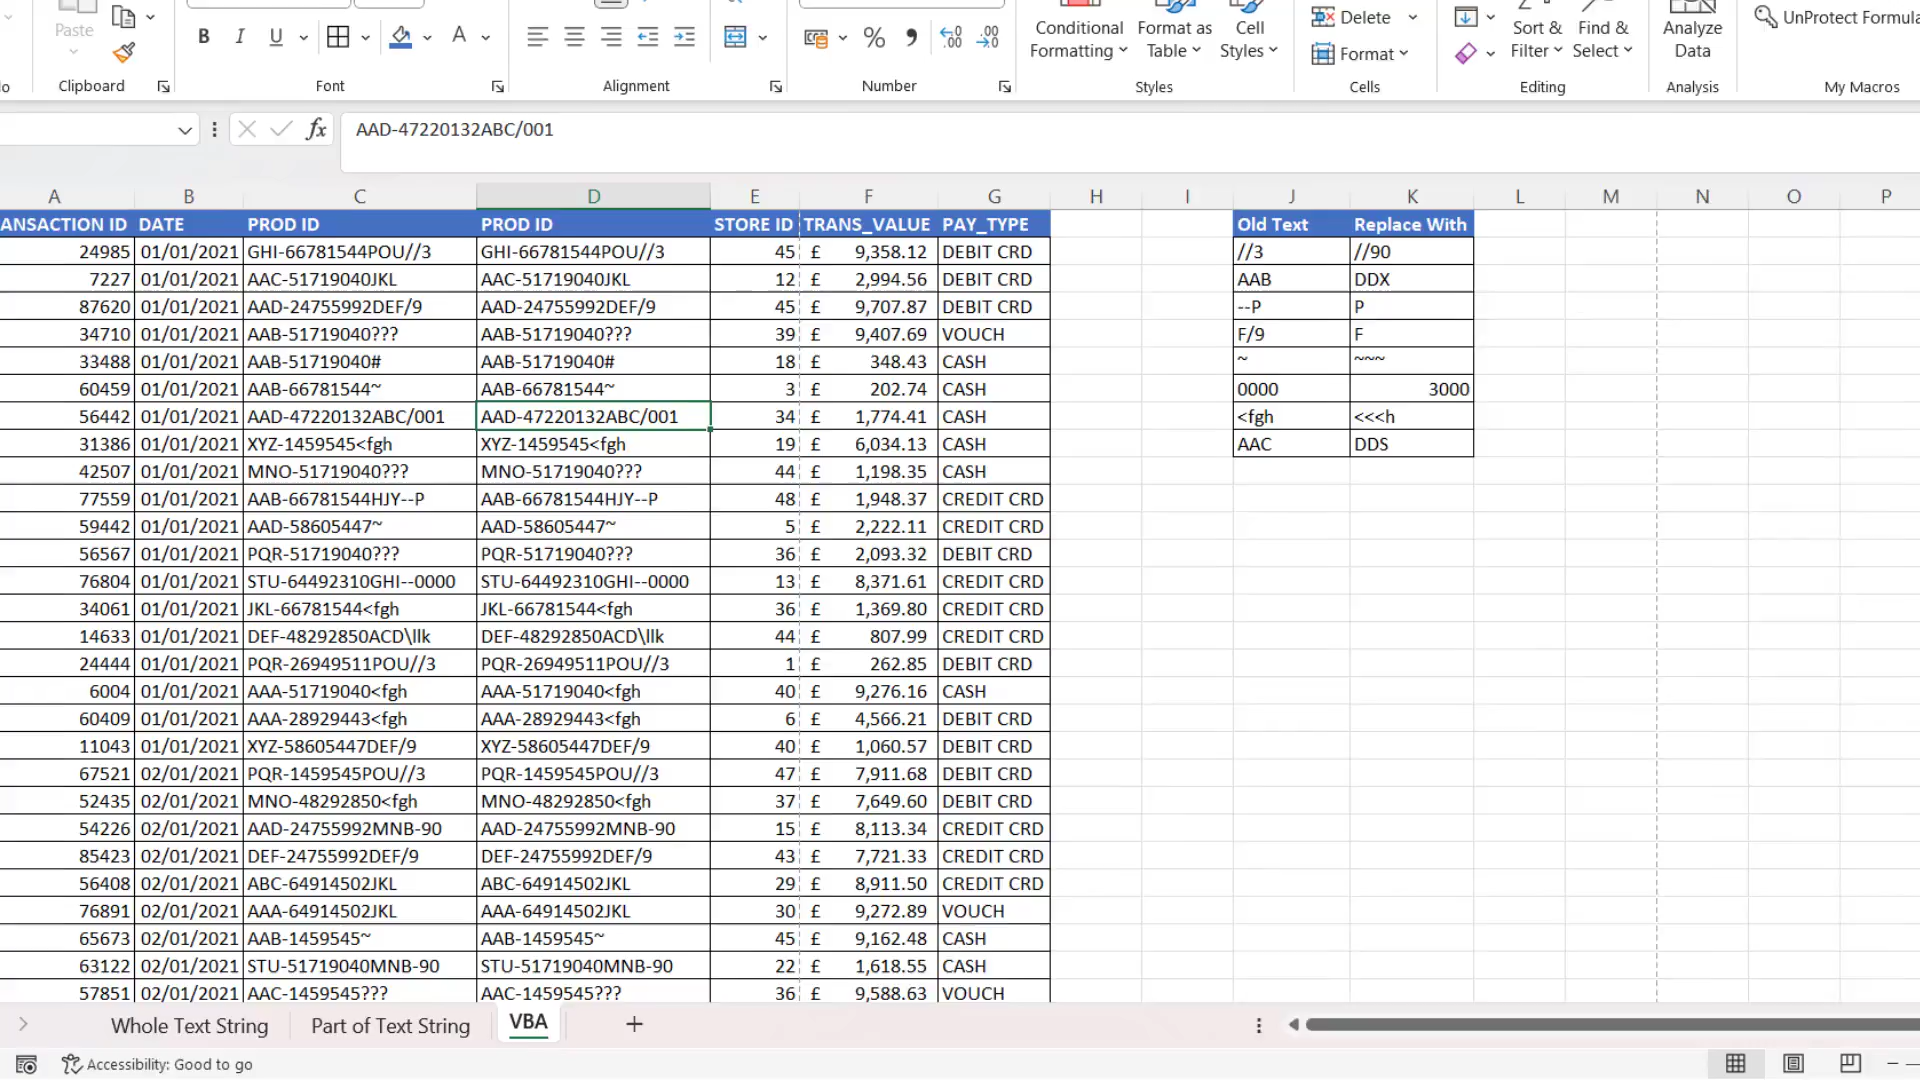 Paste
B I U A
Conditional Formatting
Format as Table
Cell Styles
Delete
Format
Sort & Filter
Find & Select
Analyze Data
UnProtect Formula
Clipboard Font Alignment Number Styles Cells Editing Analysis My Macros
fx AAD-47220132ABC/001
A B C D E F G H I J K L M N O P
ANSACTION ID DATE PROD ID PROD ID STORE ID TRANS_VALUE PAY_TYPE Old Text Replace With
24985 01/01/2021 GHI-66781544POU//3 GHI-66781544POU//3 45 £ 9,358.12 DEBIT CRD //3 //90
7227 01/01/2021 AAC-51719040JKL AAC-51719040JKL 12 £ 2,994.56 DEBIT CRD AAB DDX
87620 01/01/2021 AAD-24755992DEF/9 AAD-24755992DEF/9 45 £ 9,707.87 DEBIT CRD --P P
34710 01/01/2021 AAB-51719040??? AAB-51719040??? 39 £ 9,407.69 VOUCH F/9 F
33488 01/01/2021 AAB-51719040# AAB-51719040# 18 £ 348.43 CASH ~ ~~~
60459 01/01/2021 AAB-66781544~ AAB-66781544~ 3 £ 202.74 CASH 0000 3000
56442 01/01/2021 AAD-47220132ABC/001 AAD-47220132ABC/001 34 £ 1,774.41 CASH <fgh <<<h
31386 01/01/2021 XYZ-1459545<fgh XYZ-1459545<fgh 19 £ 6,034.13 CASH AAC DDS
42507 01/01/2021 MNO-51719040??? MNO-51719040??? 44 £ 1,198.35 CASH
77559 01/01/2021 AAB-66781544HJY--P AAB-66781544HJY--P 48 £ 1,948.37 CREDIT CRD
59442 01/01/2021 AAD-58605447~ AAD-58605447~ 5 £ 2,222.11 CREDIT CRD
56567 01/01/2021 PQR-51719040??? PQR-51719040??? 36 £ 2,093.32 DEBIT CRD
76804 01/01/2021 STU-64492310GHI--0000 STU-64492310GHI--0000 13 £ 8,371.61 CREDIT CRD
34061 01/01/2021 JKL-66781544<fgh JKL-66781544<fgh 36 £ 1,369.80 CREDIT CRD
14633 01/01/2021 DEF-48292850ACD\llk DEF-48292850ACD\llk 44 £ 807.99 CREDIT CRD
24444 01/01/2021 PQR-26949511POU//3 PQR-26949511POU//3 1 £ 262.85 DEBIT CRD
6004 01/01/2021 AAA-51719040<fgh AAA-51719040<fgh 40 £ 9,276.16 CASH
60409 01/01/2021 AAA-28929443<fgh AAA-28929443<fgh 6 £ 4,566.21 DEBIT CRD
11043 01/01/2021 XYZ-58605447DEF/9 XYZ-58605447DEF/9 40 £ 1,060.57 DEBIT CRD
67521 02/01/2021 PQR-1459545POU//3 PQR-1459545POU//3 47 £ 7,911.68 DEBIT CRD
52435 02/01/2021 MNO-48292850<fgh MNO-48292850<fgh 37 £ 7,649.60 DEBIT CRD
54226 02/01/2021 AAD-24755992MNB-90 AAD-24755992MNB-90 15 £ 8,113.34 CREDIT CRD
85423 02/01/2021 DEF-24755992DEF/9 DEF-24755992DEF/9 43 £ 7,721.33 CREDIT CRD
56408 02/01/2021 ABC-64914502JKL ABC-64914502JKL 29 £ 8,911.50 CREDIT CRD
76891 02/01/2021 AAA-64914502JKL AAA-64914502JKL 30 £ 9,272.89 VOUCH
65673 02/01/2021 AAB-1459545~ AAB-1459545~ 45 £ 9,162.48 CASH
63122 02/01/2021 STU-51719040MNB-90 STU-51719040MNB-90 22 £ 1,618.55 CASH
57851 02/01/2021 AAC-1459545??? AAC-1459545??? 36 £ 9,588.63 VOUCH
Whole Text String Part of Text String VBA
Accessibility: Good to go